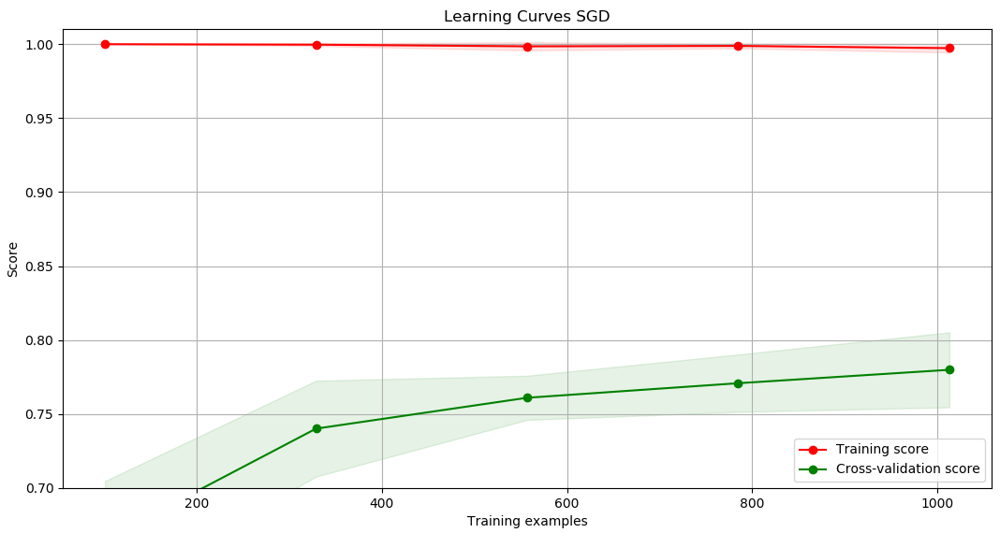 Learning Curves SGD
1.00
0.95
0.90
0.85
0.80
0.75
0.70
Score
200 400 600 800 1000
Training examples
Training score
Cross-validation score